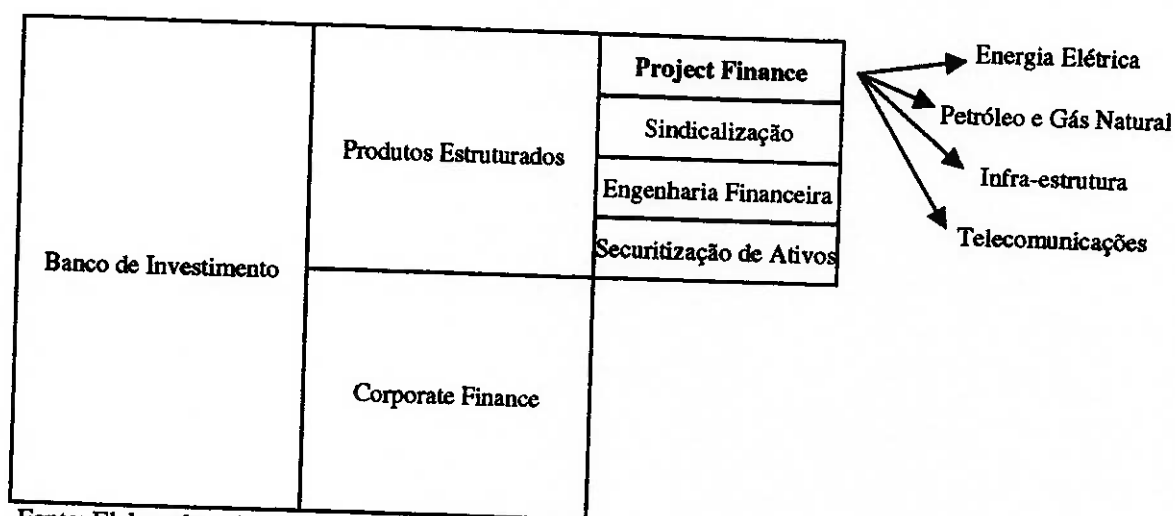 Banco de Investimento
Produtos Estruturados
Corporate Finance
Project Finance
Sindicalização
Engenharia Financeira
Securitização de Ativos
Energia Elétrica
Petróleo e Gás Natural
Infra-estrutura
Telecomunicações